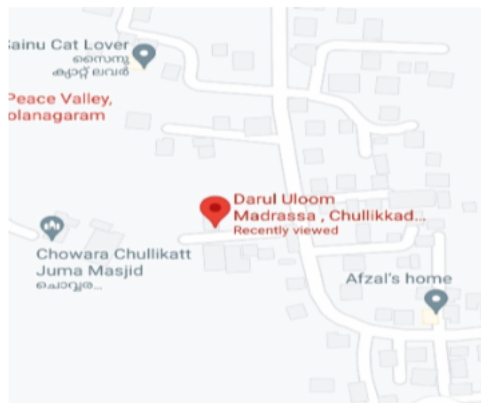 ainu Cat Lover
സൈനു
ക്യാറ്റ് ലവർ
Peace Valley,
olanagaram
Darul Uloom
Madrassa , Chullikkad...
Recently viewed
Chowara Chullikatt
Juma Masjid
ചൊവ്വര...
Afzal's home